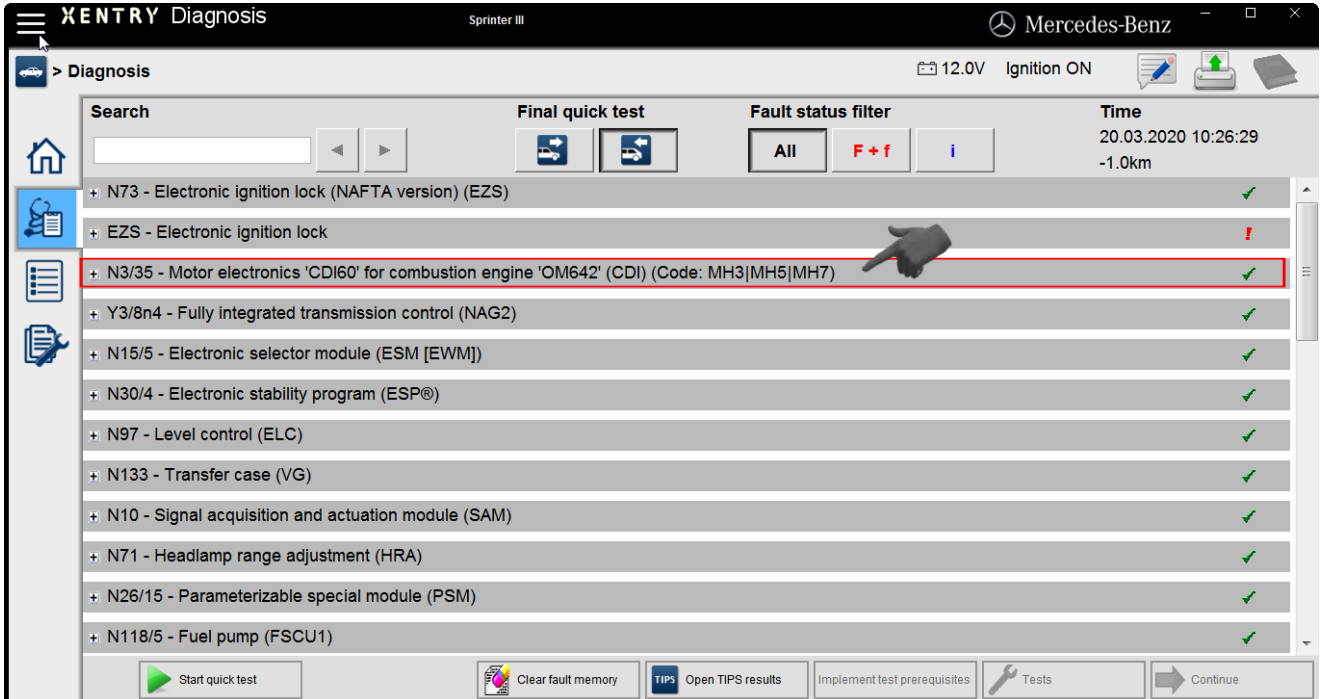 XENTRY Diagnosis
Sprinter III
Mercedes-Benz
> Diagnosis
12.0V
Ignition ON
Search
Final quick test
Fault status filter
Time
All
F + f
i
20.03.2020 10:26:29
-1.0km
+ N73 - Electronic ignition lock (NAFTA version) (EZS)
+ EZS - Electronic ignition lock
!
+ N3/35 - Motor electronics 'CDI60' for combustion engine 'OM642' (CDI) (Code: MH3|MH5|MH7)
+ Y3/8n4 - Fully integrated transmission control (NAG2)
+ N15/5 - Electronic selector module (ESM [EWM])
+ N30/4 - Electronic stability program (ESP®)
+ N97 - Level control (ELC)
+ N133 - Transfer case (VG)
+ N10 - Signal acquisition and actuation module (SAM)
+ N71 - Headlamp range adjustment (HRA)
+ N26/15 - Parameterizable special module (PSM)
+ N118/5 - Fuel pump (FSCU1)
Start quick test
Clear fault memory
TIPS Open TIPS results
Implement test prerequisites
Tests
Continue